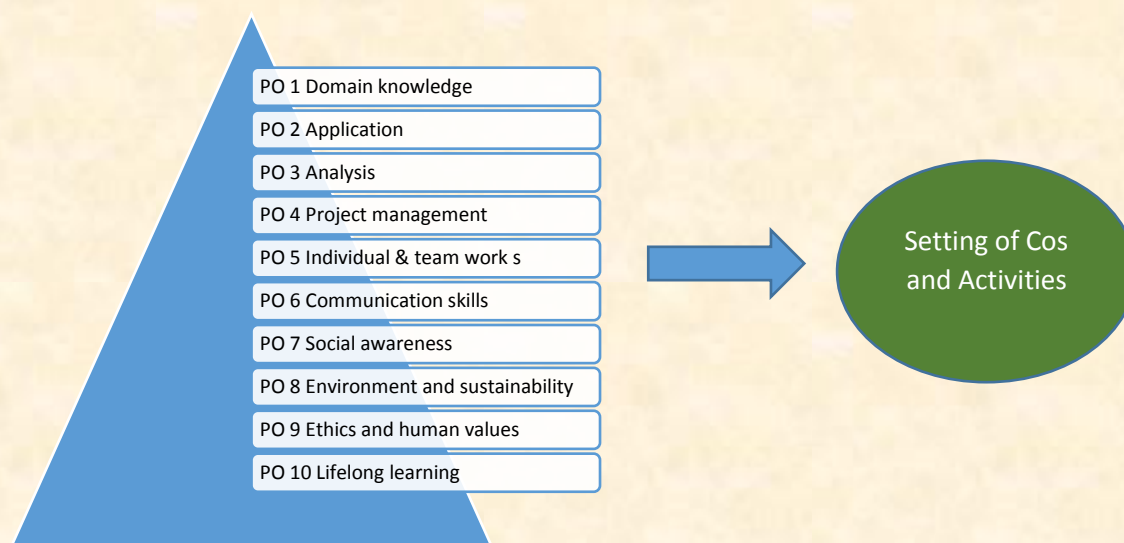 PO 1 Domain knowledge
PO 2 Application
PO 3 Analysis
PO 4 Project management
PO 5 Individual & team work s
PO 6 Communication skills
PO 7 Social awareness
PO 8 Environment and sustainability
PO 9 Ethics and human values
PO 10 Lifelong learning
Setting of Cos
and Activities